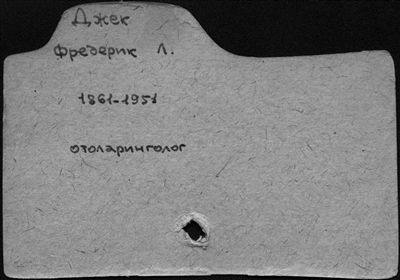 Джек
Фредерик Л.
1861-1951
отоларинголог